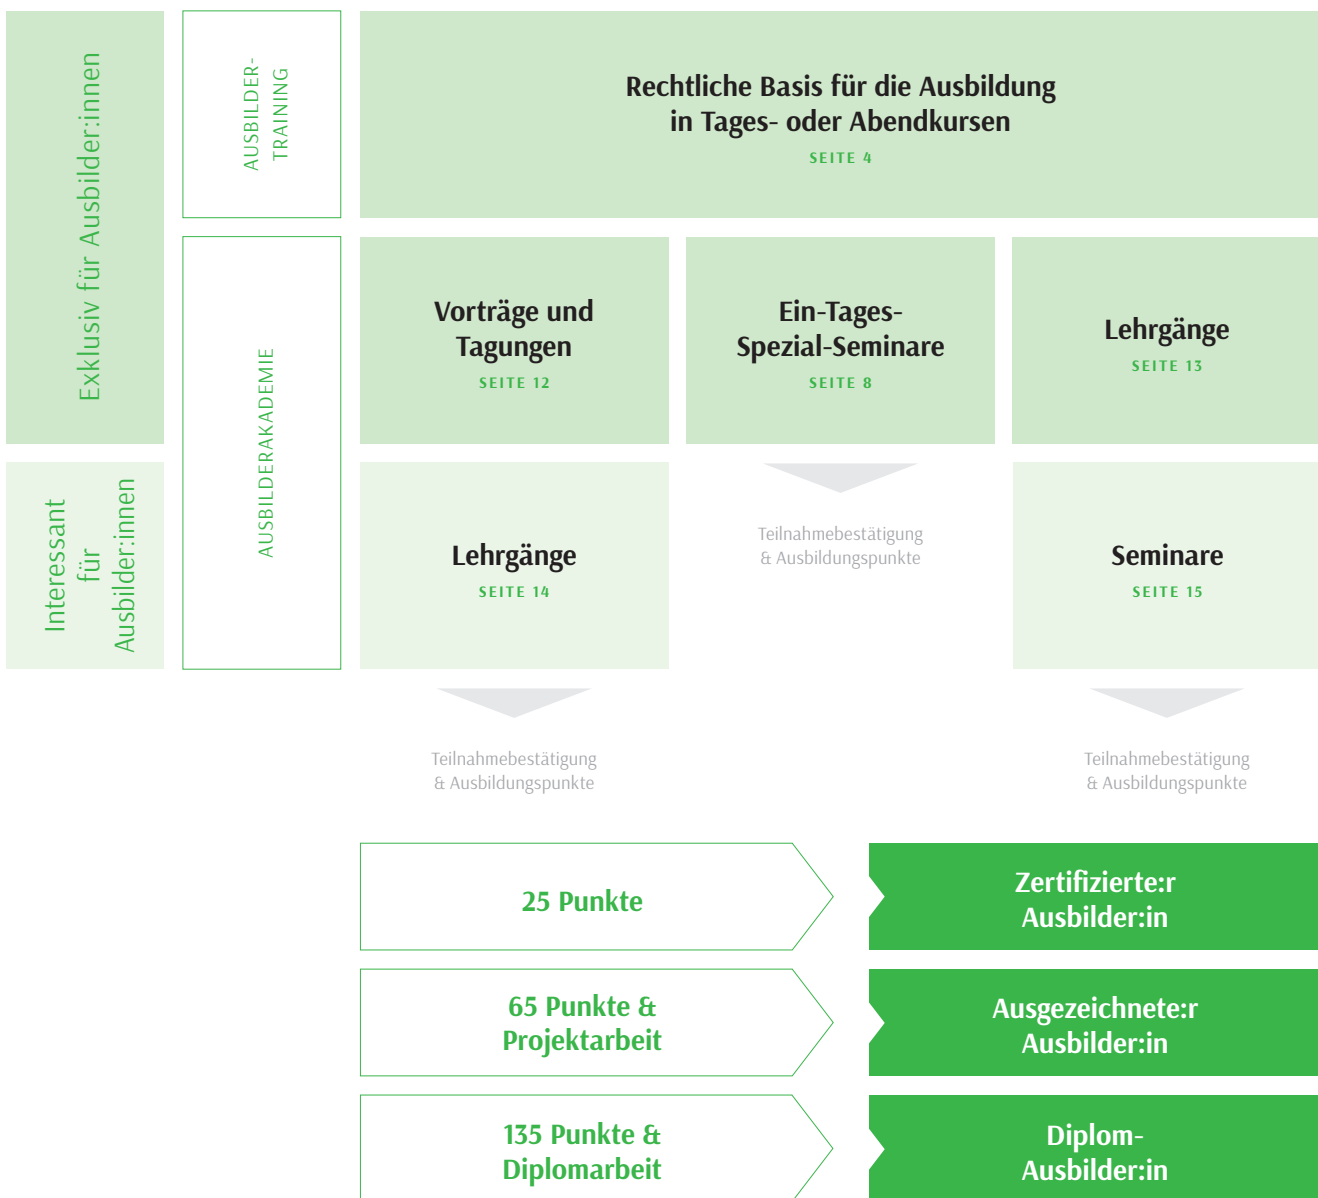 Exklusiv für Ausbilder:innen
AUSBILDER-
TRAINING
Rechtliche Basis für die Ausbildung
in Tages- oder Abendkursen
SEITE 4
AUSBILDERAKADEMIE
Vorträge und
Tagungen
SEITE 12
Ein-Tages-
Spezial-Seminare
SEITE 8
Lehrgänge
SEITE 13
Interessant
für
Ausbilder:innen
Lehrgänge
SEITE 14
Teilnahmebestätigung
& Ausbildungspunkte
Seminare
SEITE 15
Teilnahmebestätigung
& Ausbildungspunkte
Teilnahmebestätigung
& Ausbildungspunkte
25 Punkte
Zertifizierte:r
Ausbilder:in
65 Punkte &
Projektarbeit
Ausgezeichnete:r
Ausbilder:in
135 Punkte &
Diplomarbeit
Diplom-
Ausbilder:in